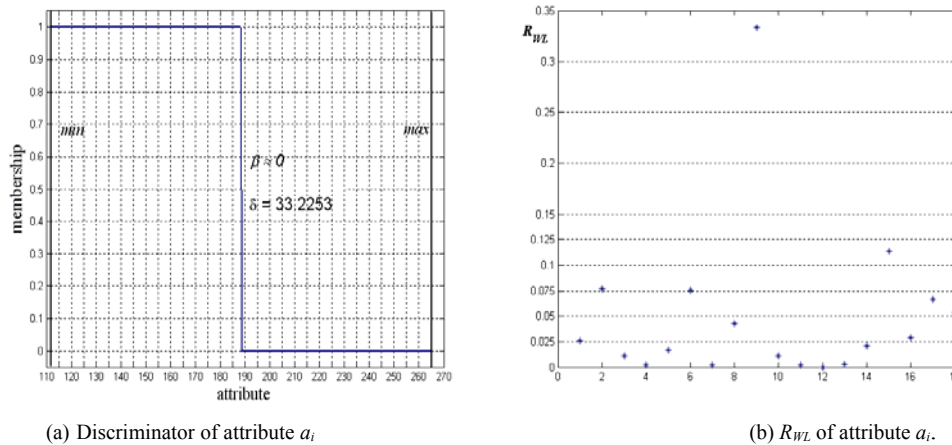 1
0.9
0.8
0.7
0.6
0.5
0.4
0.3
0.2
0.1
0
membership
min
max
β ≈ 0
δ = 33.2253
110 120 130 140 150 160 170 180 190 200 210 220 230 240 250 260 270
attribute
(a) Discriminator of attribute ai
0.35
RWL
0.3
0.25
0.2
0.15
0.125
0.1
0.075
0.05
0.025
0
0 2 4 6 8 10 12 14 16
(b) RWL of attribute ai.